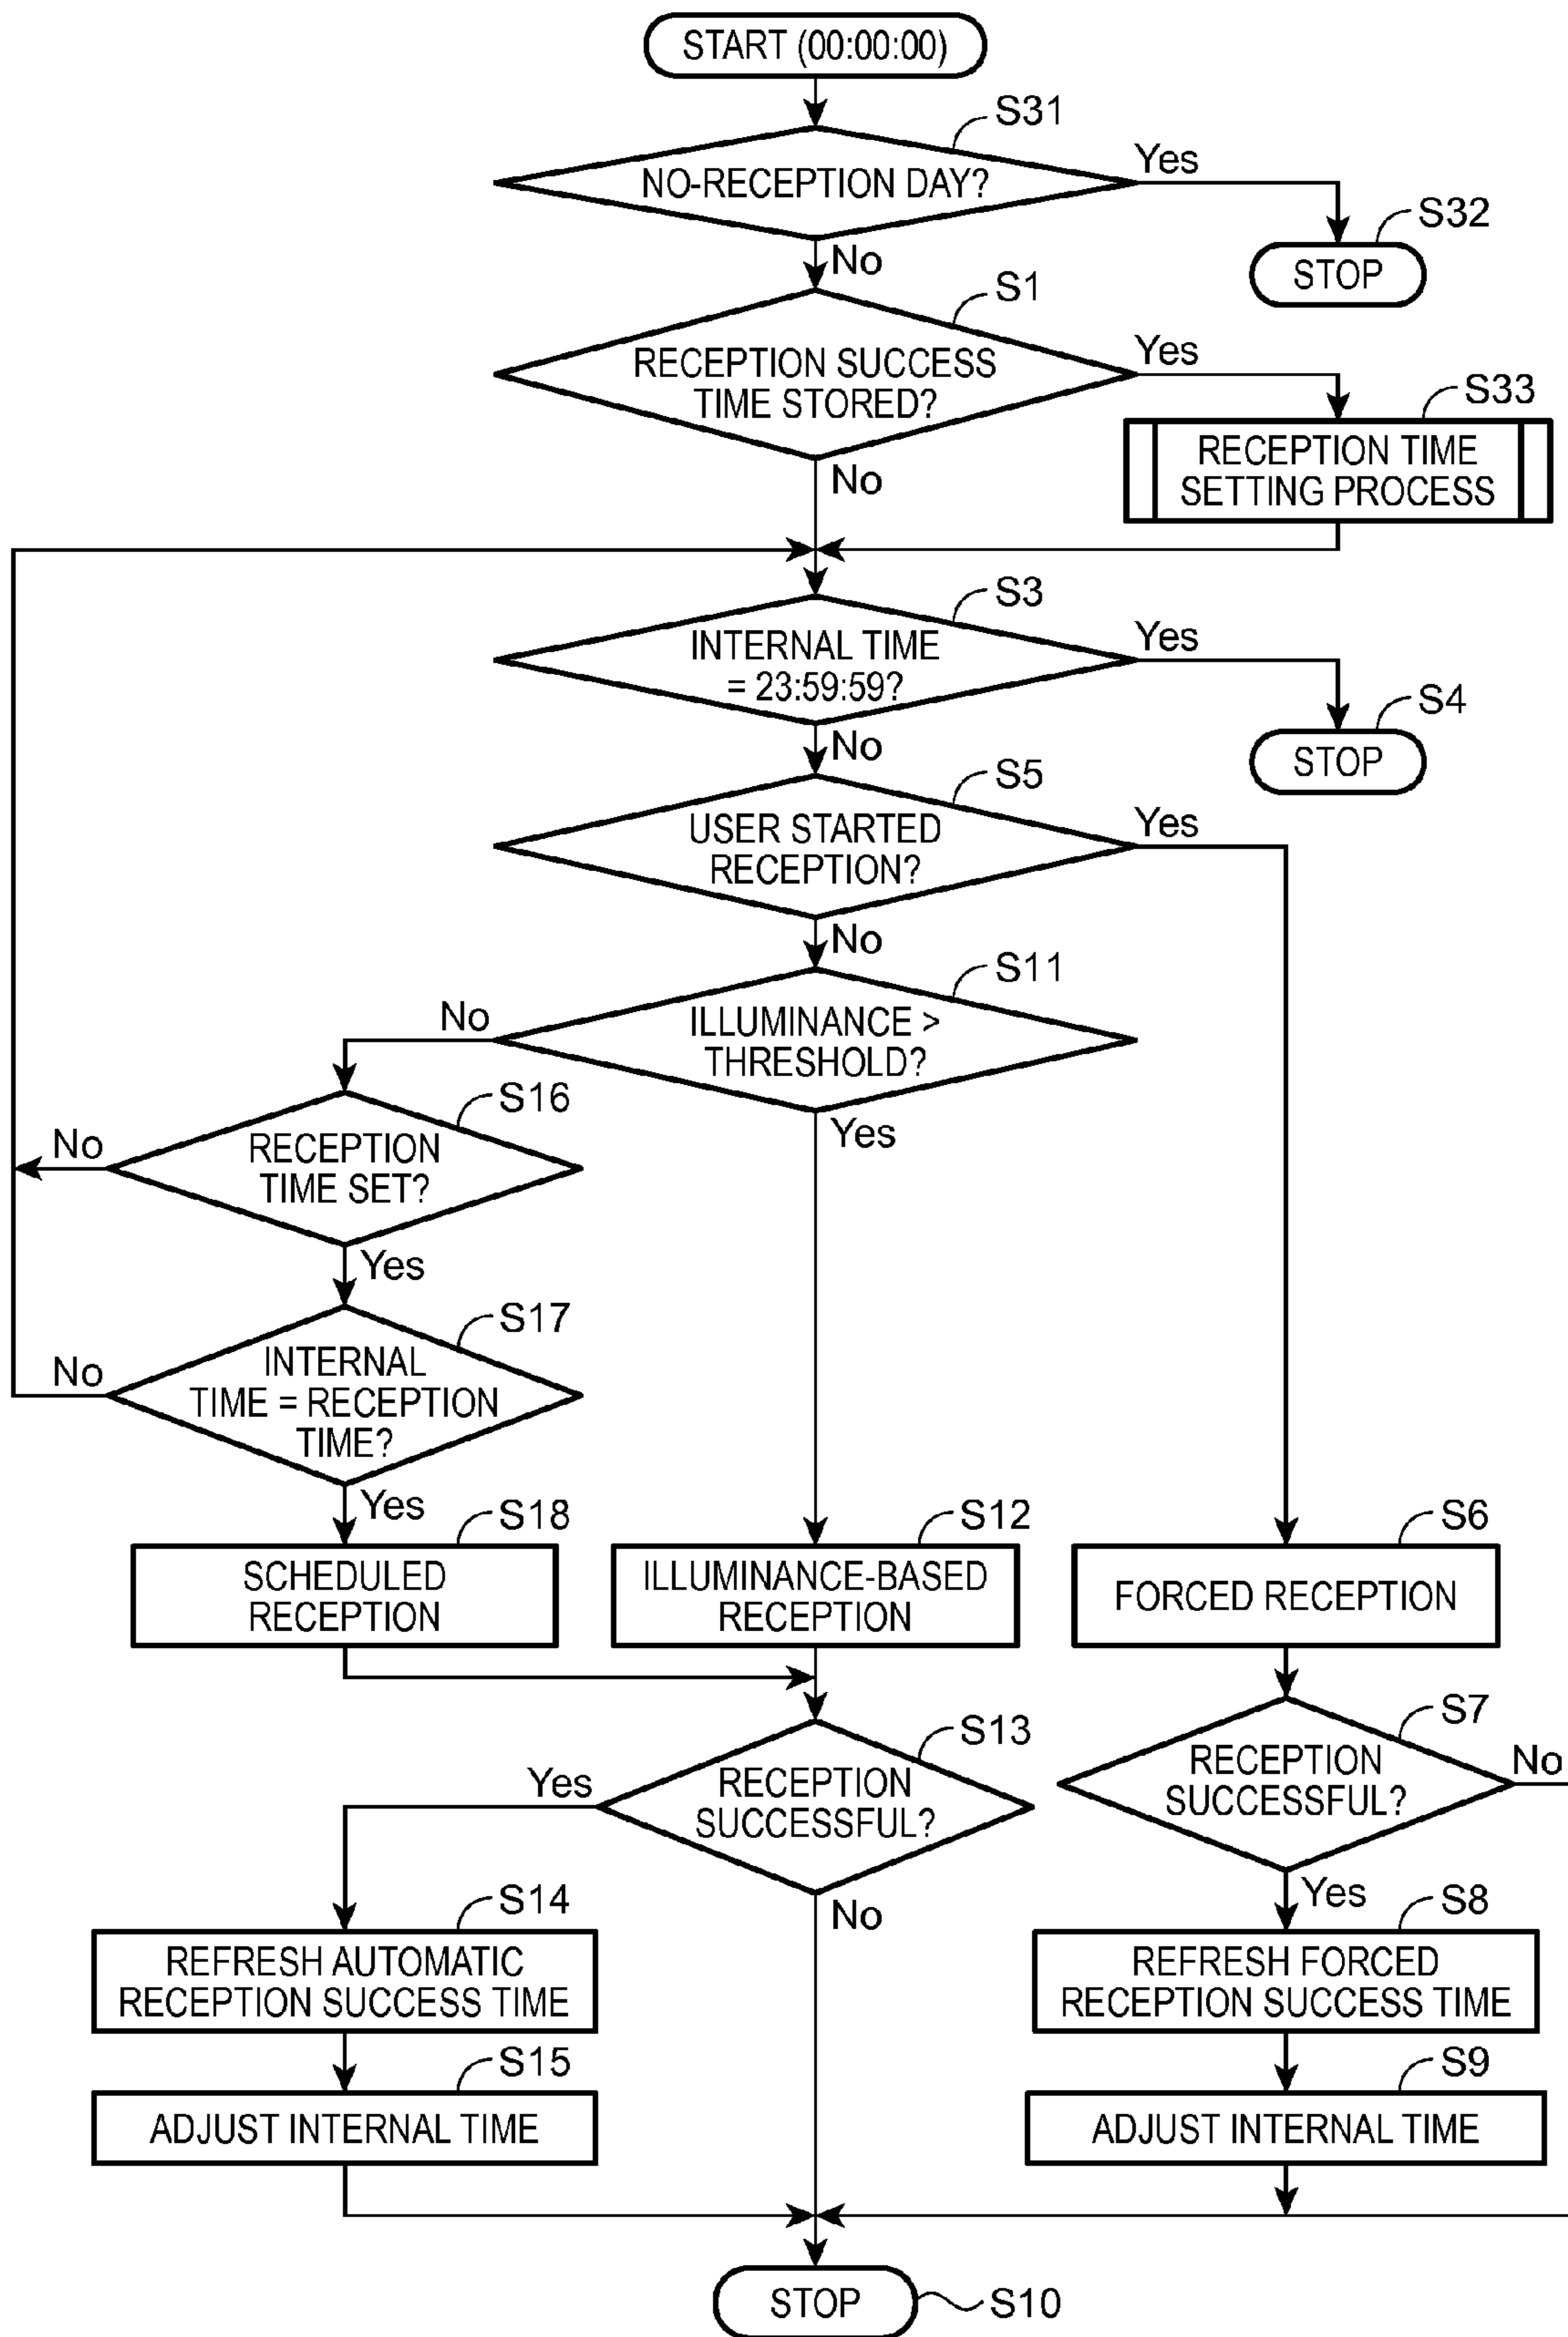 START (00:00:00)
S31
NO-RECEPTION DAY?
Yes
S32
STOP
No
S1
RECEPTION SUCCESS
TIME STORED?
Yes
S33
RECEPTION TIME
SETTING PROCESS
No
S3
INTERNAL TIME
= 23:59:59?
Yes
S4
STOP
No
S5
USER STARTED
RECEPTION?
Yes
No
S11
ILLUMINANCE >
THRESHOLD?
No
Yes
S16
RECEPTION
TIME SET?
No
Yes
S17
INTERNAL
TIME = RECEPTION
TIME?
No
Yes
S18
SCHEDULED
RECEPTION
S12
ILLUMINANCE-BASED
RECEPTION
S6
FORCED RECEPTION
S13
RECEPTION
SUCCESSFUL?
Yes
No
S7
RECEPTION
SUCCESSFUL?
No
Yes
S14
REFRESH AUTOMATIC
RECEPTION SUCCESS TIME
S8
REFRESH FORCED
RECEPTION SUCCESS TIME
S15
ADJUST INTERNAL TIME
S9
ADJUST INTERNAL TIME
STOP
S10